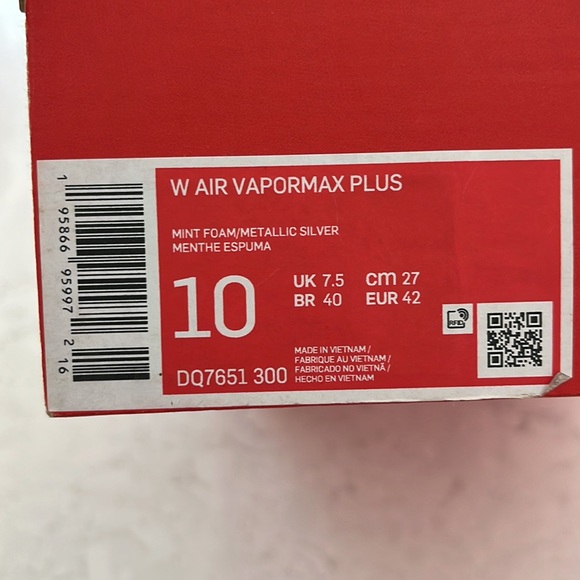 W AIR VAPORMAX PLUS
MINT FOAM/METALLIC SILVER
MENTHE ESPUMA
10
UK 7.5 cm 27
BR 40 EUR 42
RFID
DQ7651 300
MADE IN VIETNAM/
FABRIQUE AU VIETNAM/
FABRICADO NO VIETNÃ/
HECHO EN VIETNAM
1 95866 95997 2 16